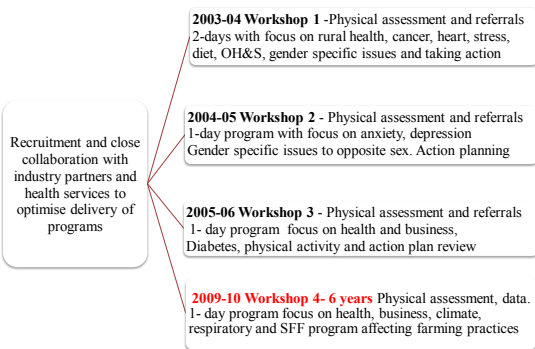 Recruitment and close
collaboration with
industry partners and
health services to
optimise delivery of
programs
2003-04 Workshop 1 -Physical assessment and referrals
2-days with focus on rural health, cancer, heart, stress,
diet, OH&S, gender specific issues and taking action
2004-05 Workshop 2 - Physical assessment and referrals
1-day program with focus on anxiety, depression
Gender specific issues to opposite sex. Action planning
2005-06 Workshop 3 - Physical assessment and referrals
1- day program focus on health and business,
Diabetes, physical activity and action plan review
2009-10 Workshop 4- 6 years Physical assessment, data.
1- day program focus on health, business, climate,
respiratory and SFF program affecting farming practices